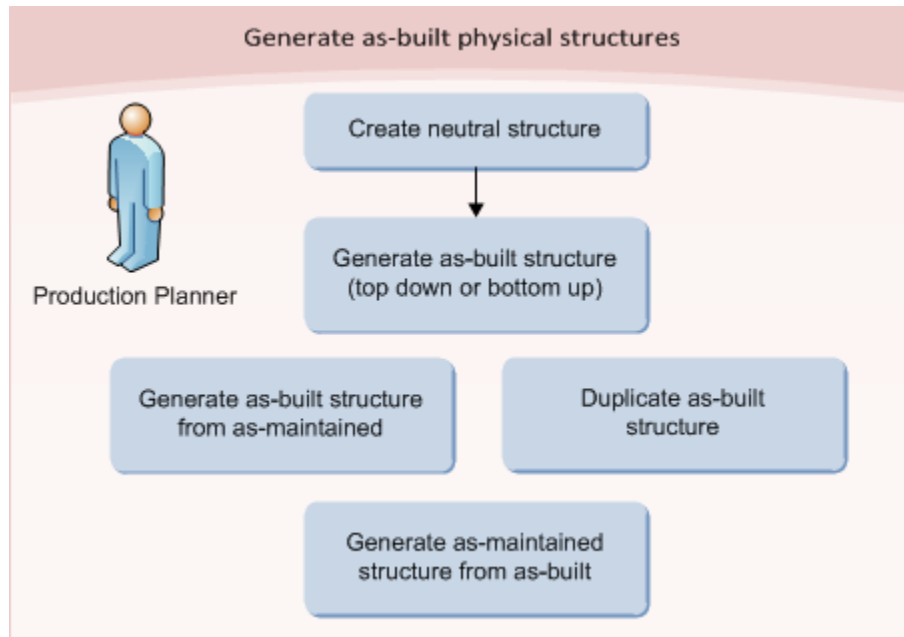 Generate as-built physical structures
Create neutral structure
Generate as-built structure
(top down or bottom up)
Production Planner
Generate as-built structure
from as-maintained
Duplicate as-built
structure
Generate as-maintained
structure from as-built